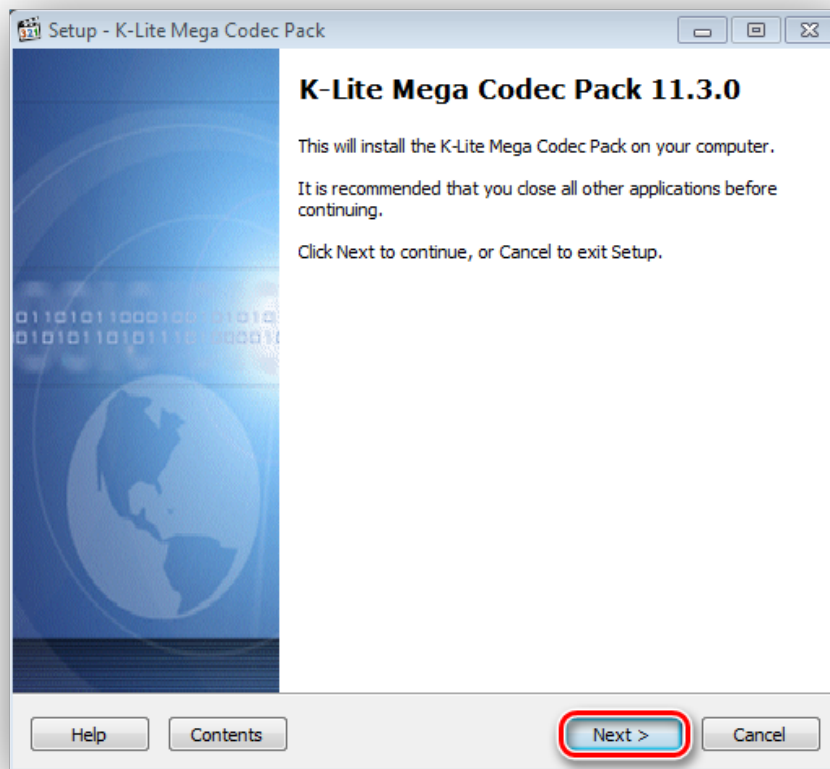 Setup - K-Lite Mega Codec Pack
K-Lite Mega Codec Pack 11.3.0
This will install the K-Lite Mega Codec Pack on your computer.
It is recommended that you close all other applications before
continuing.
Click Next to continue, or Cancel to exit Setup.
Help
Contents
Next >
Cancel